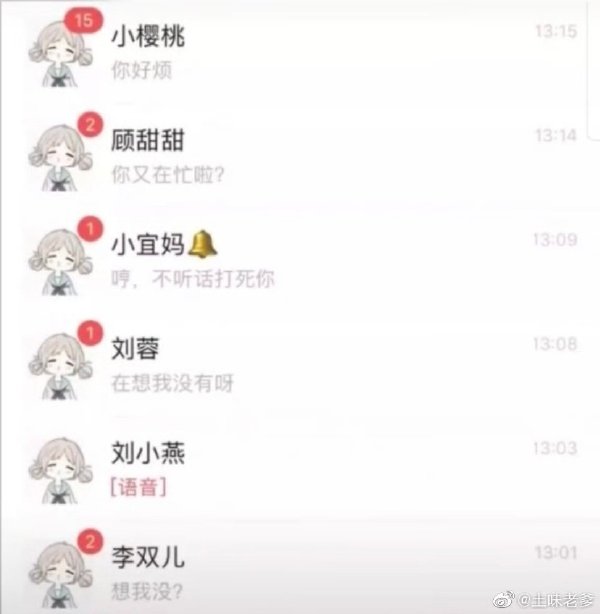 15
小樱桃
13:15
你好烦
2
顾甜甜
13:14
你又在忙啦?
1
小宜妈🔔
13:09
哼，不听话打死你
1
刘蓉
13:08
在想我没有呀
刘小燕
13:03
[语音]
2
李双儿
13:01
想我没?
@土味老爹